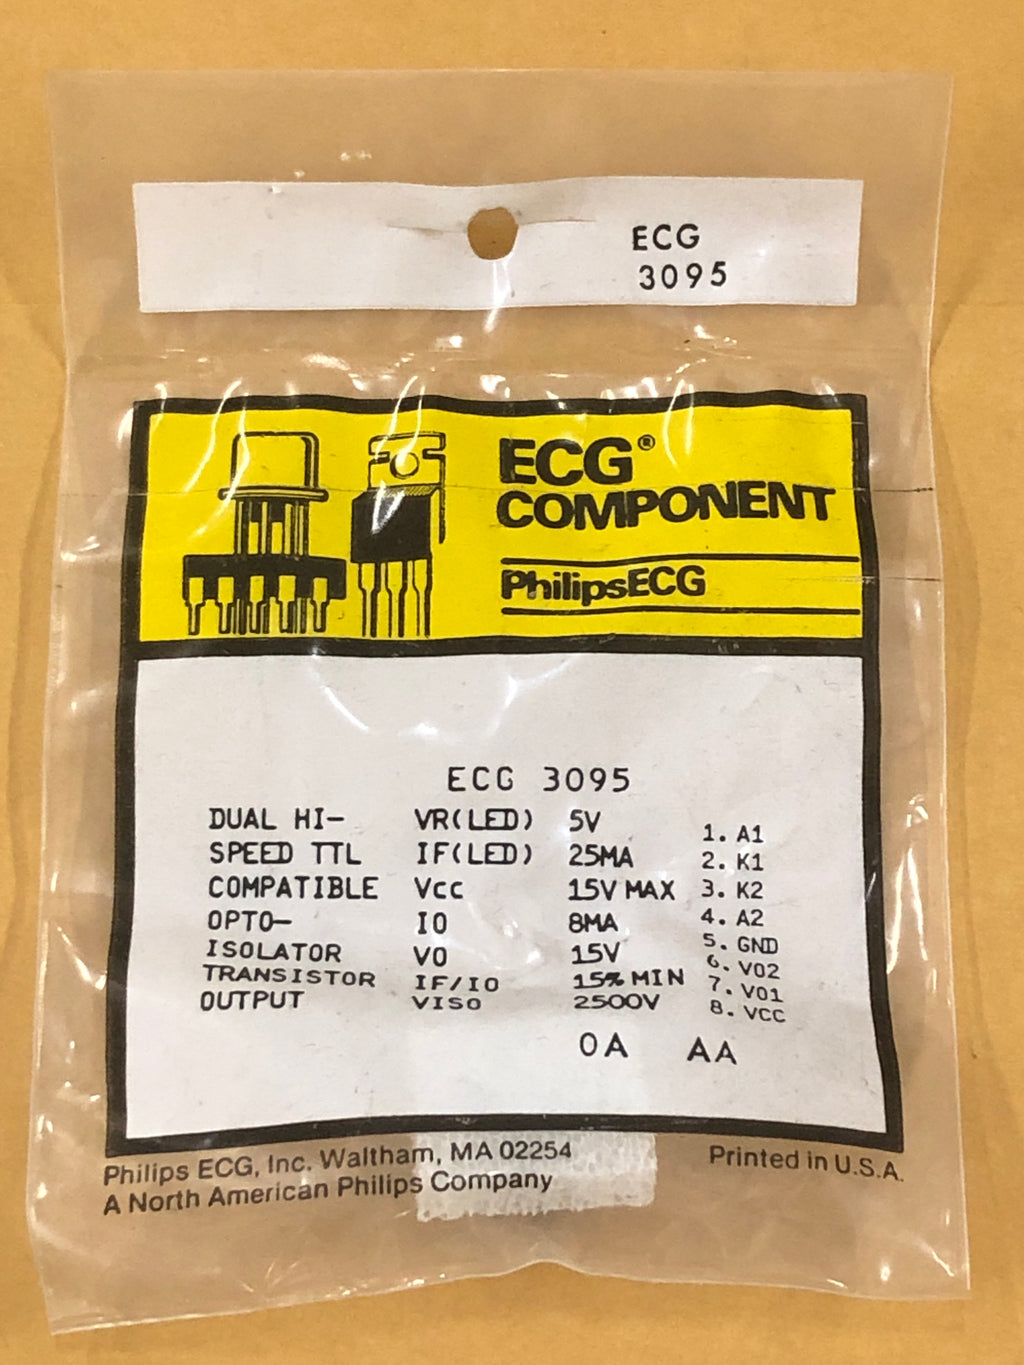 ECG
3095
ECG®
COMPONENT
PhilipsECG
ECG 3095
DUAL HI- VR(LED) 5V 1. A1
SPEED TTL IF(LED) 25MA 2. K1
COMPATIBLE Vcc 15V MAX 3. K2
OPTO- IO 8MA 4. A2
ISOLATOR VO 15V 5. GND
TRANSISTOR IF/IO 15% MIN 6. VO2
OUTPUT VISO 2500V 7. VO1
8. VCC
OA AA
Philips ECG, Inc. Waltham, MA 02254 Printed in U.S.A.
A North American Philips Company